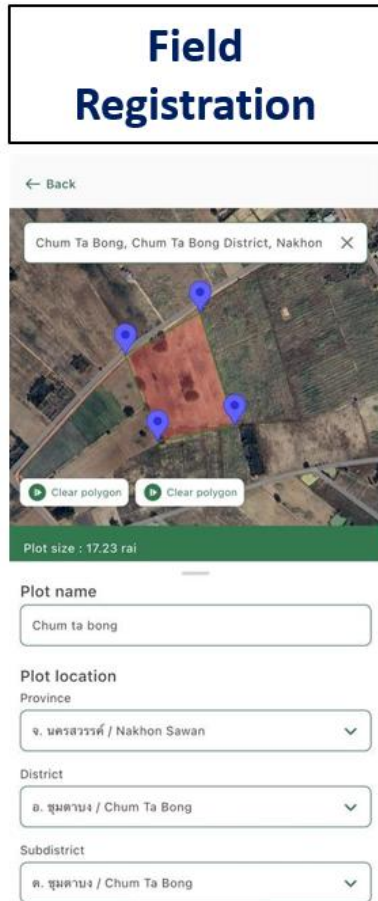 Field
Registration
← Back
Chum Ta Bong, Chum Ta Bong District, Nakhon
Clear polygon
Clear polygon
Plot size : 17.23 rai
Plot name
Chum ta bong
Plot location
Province
จ. นครสวรรค์ / Nakhon Sawan
District
อ. ชุมตาบง / Chum Ta Bong
Subdistrict
ต. ชุมตาบง / Chum Ta Bong